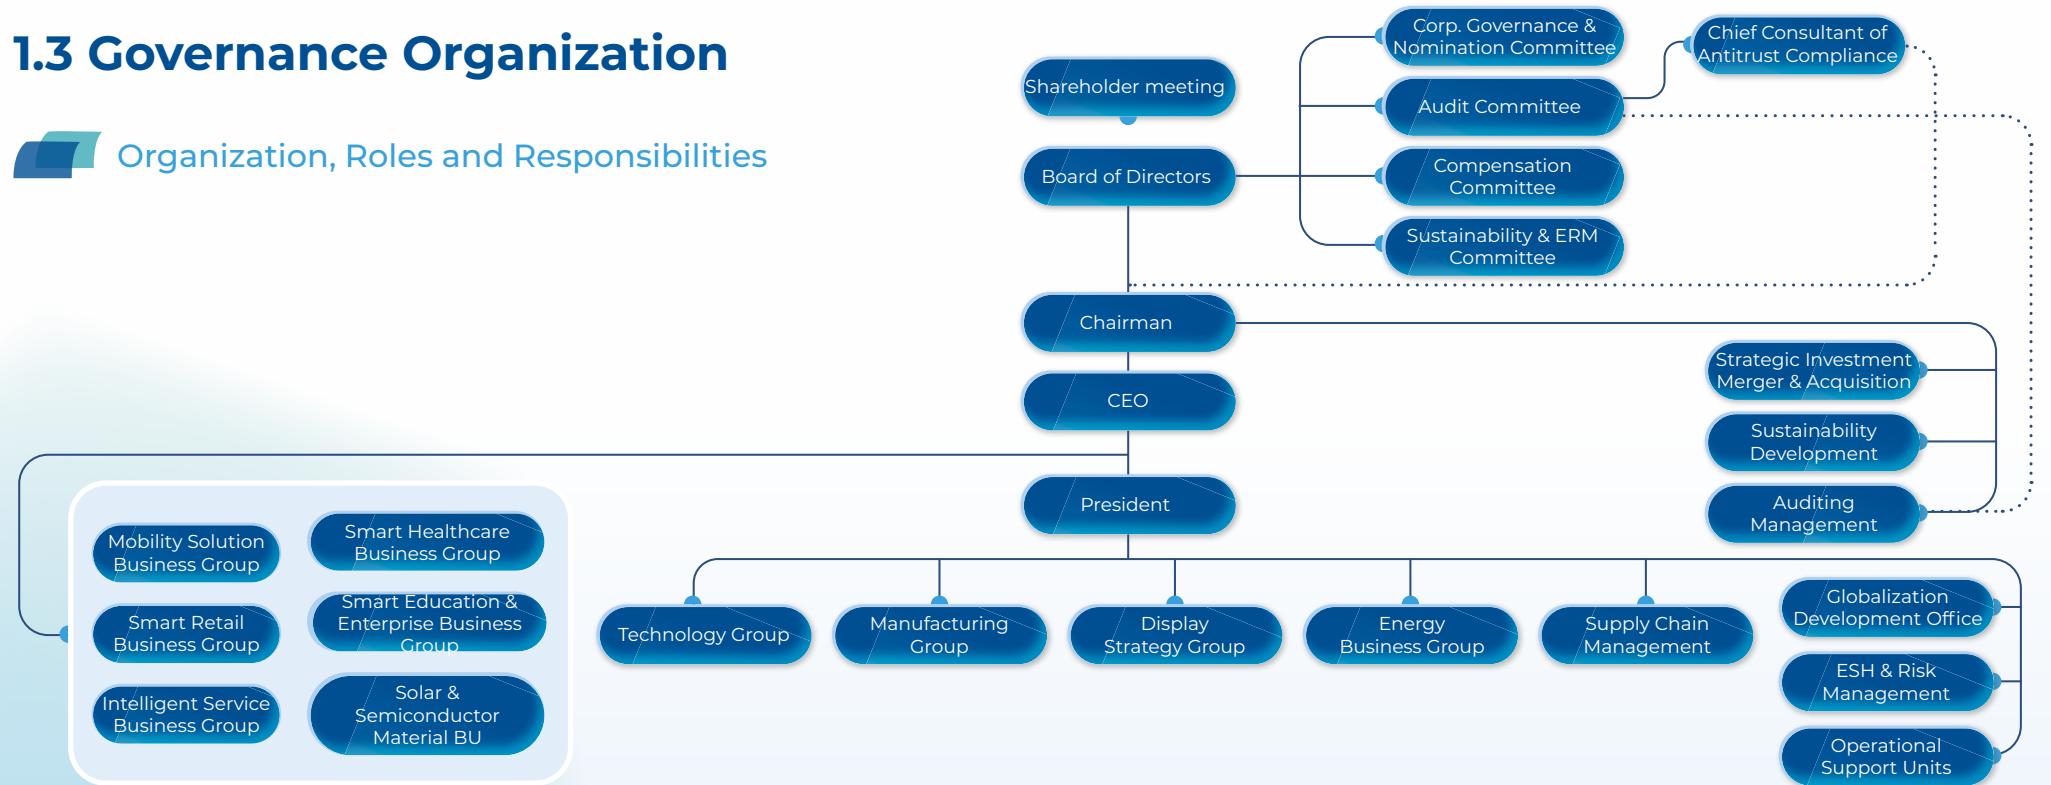 1.3 Governance Organization
Organization, Roles and Responsibilities
Shareholder meeting
Board of Directors
Corp. Governance &
Nomination Committee
Audit Committee
Compensation
Committee
Sustainability & ERM
Committee
Chief Consultant of
Antitrust Compliance
Chairman
CEO
President
Strategic Investment
Merger & Acquisition
Sustainability
Development
Auditing
Management
Mobility Solution
Business Group
Smart Retail
Business Group
Intelligent Service
Business Group
Smart Healthcare
Business Group
Smart Education &
Enterprise Business
Group
Solar &
Semiconductor
Material BU
Technology Group
Manufacturing
Group
Display
Strategy Group
Energy
Business Group
Supply Chain
Management
Globalization
Development Office
ESH & Risk
Management
Operational
Support Units